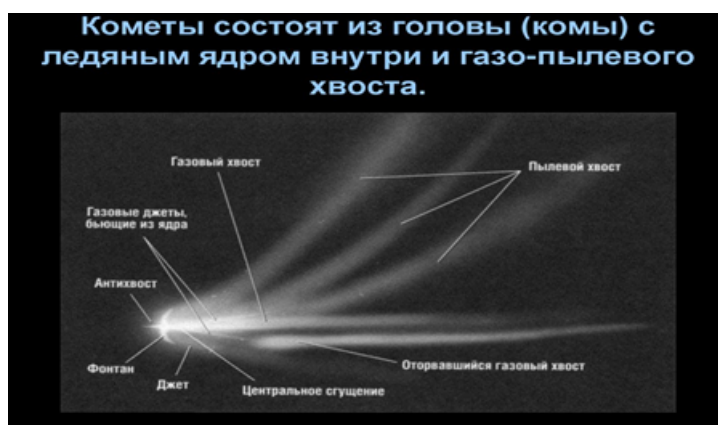 Кометы состоят из головы (комы) с
ледяным ядром внутри и газо-пылевого
хвоста.
Газовый хвост
Пылевой хвост
Газовые джеты,
бьющие из ядра
Антихвост
Фонтан
Джет
Центральное сгущение
Оторвавшийся газовый хвост